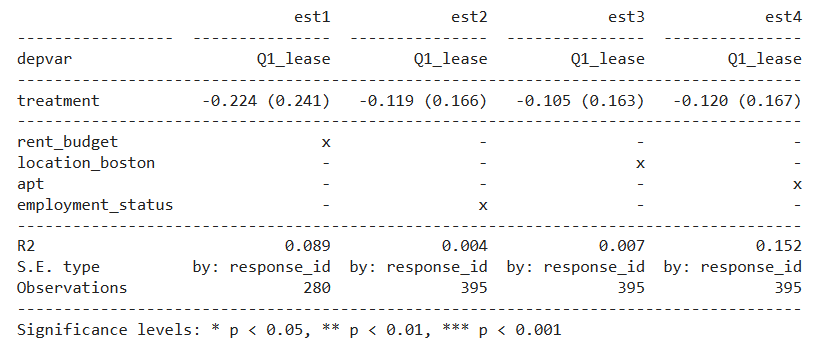 est1 est2 est3 est4
----------------- --------------- --------------- --------------- ---------------
depvar Q1_lease Q1_lease Q1_lease Q1_lease
---------------------------------------------------------------------------------
treatment -0.224 (0.241) -0.119 (0.166) -0.105 (0.163) -0.120 (0.167)
---------------------------------------------------------------------------------
rent_budget x - - -
location_boston - - x -
apt - - - x
employment_status - x - -
---------------------------------------------------------------------------------
R2 0.089 0.004 0.007 0.152
S.E. type by: response_id by: response_id by: response_id by: response_id
Observations 280 395 395 395
---------------------------------------------------------------------------------
Significance levels: * p < 0.05, ** p < 0.01, *** p < 0.001